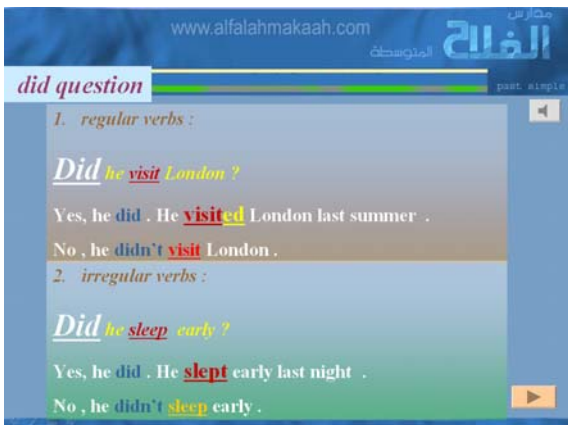 www.alfalahmakaah.com
مدارس
الفلاح
المتوسطة
did question
past simple
1. regular verbs :
Did he visit London ?
Yes, he did . He visited London last summer .
No , he didn't visit London .
2. irregular verbs :
Did he sleep early ?
Yes, he did . He slept early last night .
No , he didn't sleep early .